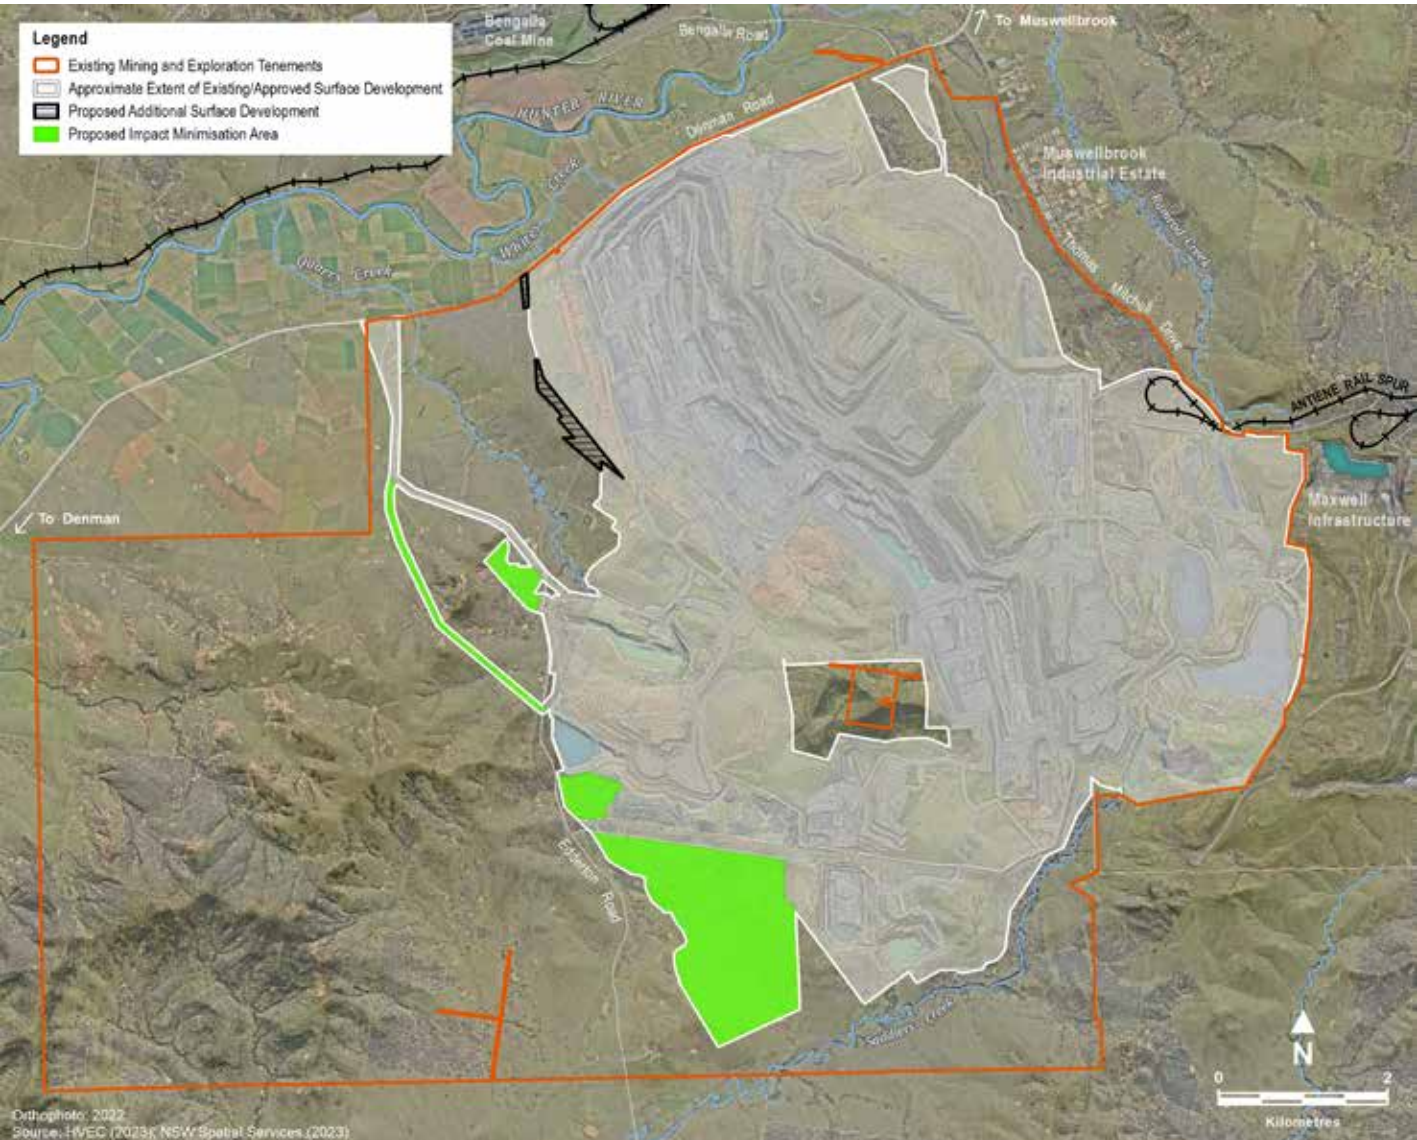 Legend
Existing Mining and Exploration Tenements
Approximate Extent of Existing/Approved Surface Development
Proposed Additional Surface Development
Proposed Impact Minimisation Area
Bengalla
Coal Mine
Bengalla Road
To Muswellbrook
HUNTER RIVER
Denman Road
Muswellbrook
Industrial Estate
Ramrod Creek
Thomas Mitchell Drive
Whites Creek
Quarry Creek
ANTIENE RAIL SPUR
Maxwell
Infrastructure
To Denman
Edderton Road
Saddlers Creek
N
0 2
Kilometres
Orthophoto: 2022
Source: HVEC (2023); NSW Spatial Services (2023)